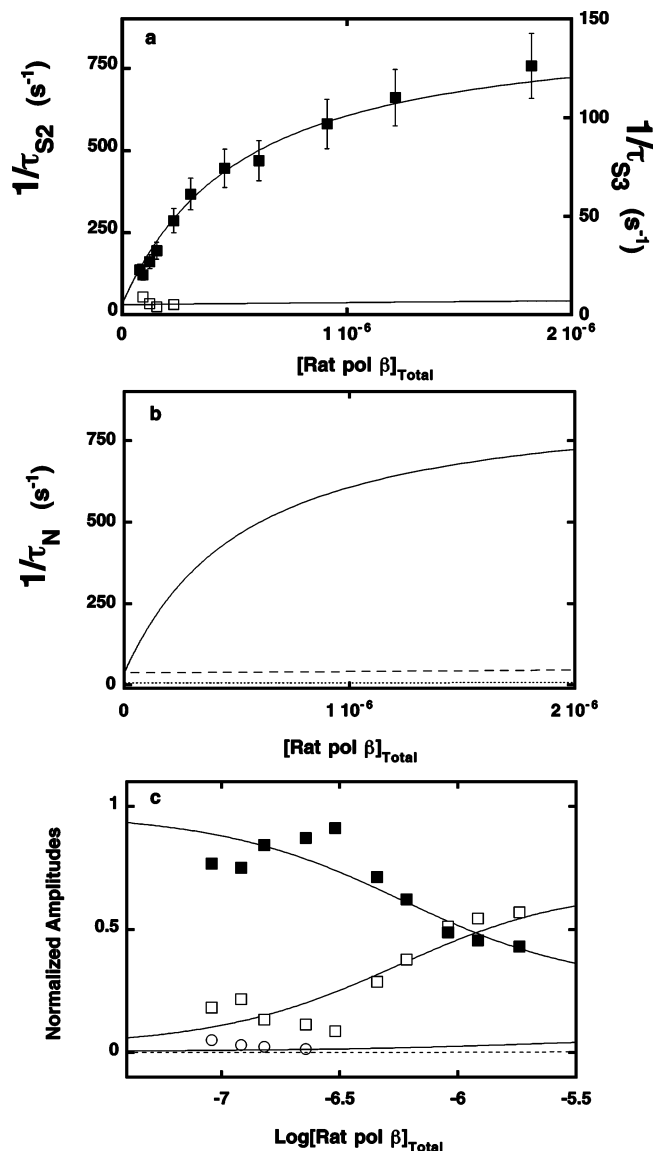 a
1/τS2 (s-1)
750
500
250
0
150
100
50
0
1/τS3 (s-1)
0
1 10-6
2 10-6
[Rat pol β]Total
b
1/τN (s-1)
750
500
250
0
0
1 10-6
2 10-6
[Rat pol β]Total
c
Normalized Amplitudes
1
0.5
0
-7
-6.5
-6
-5.5
Log[Rat pol β]Total